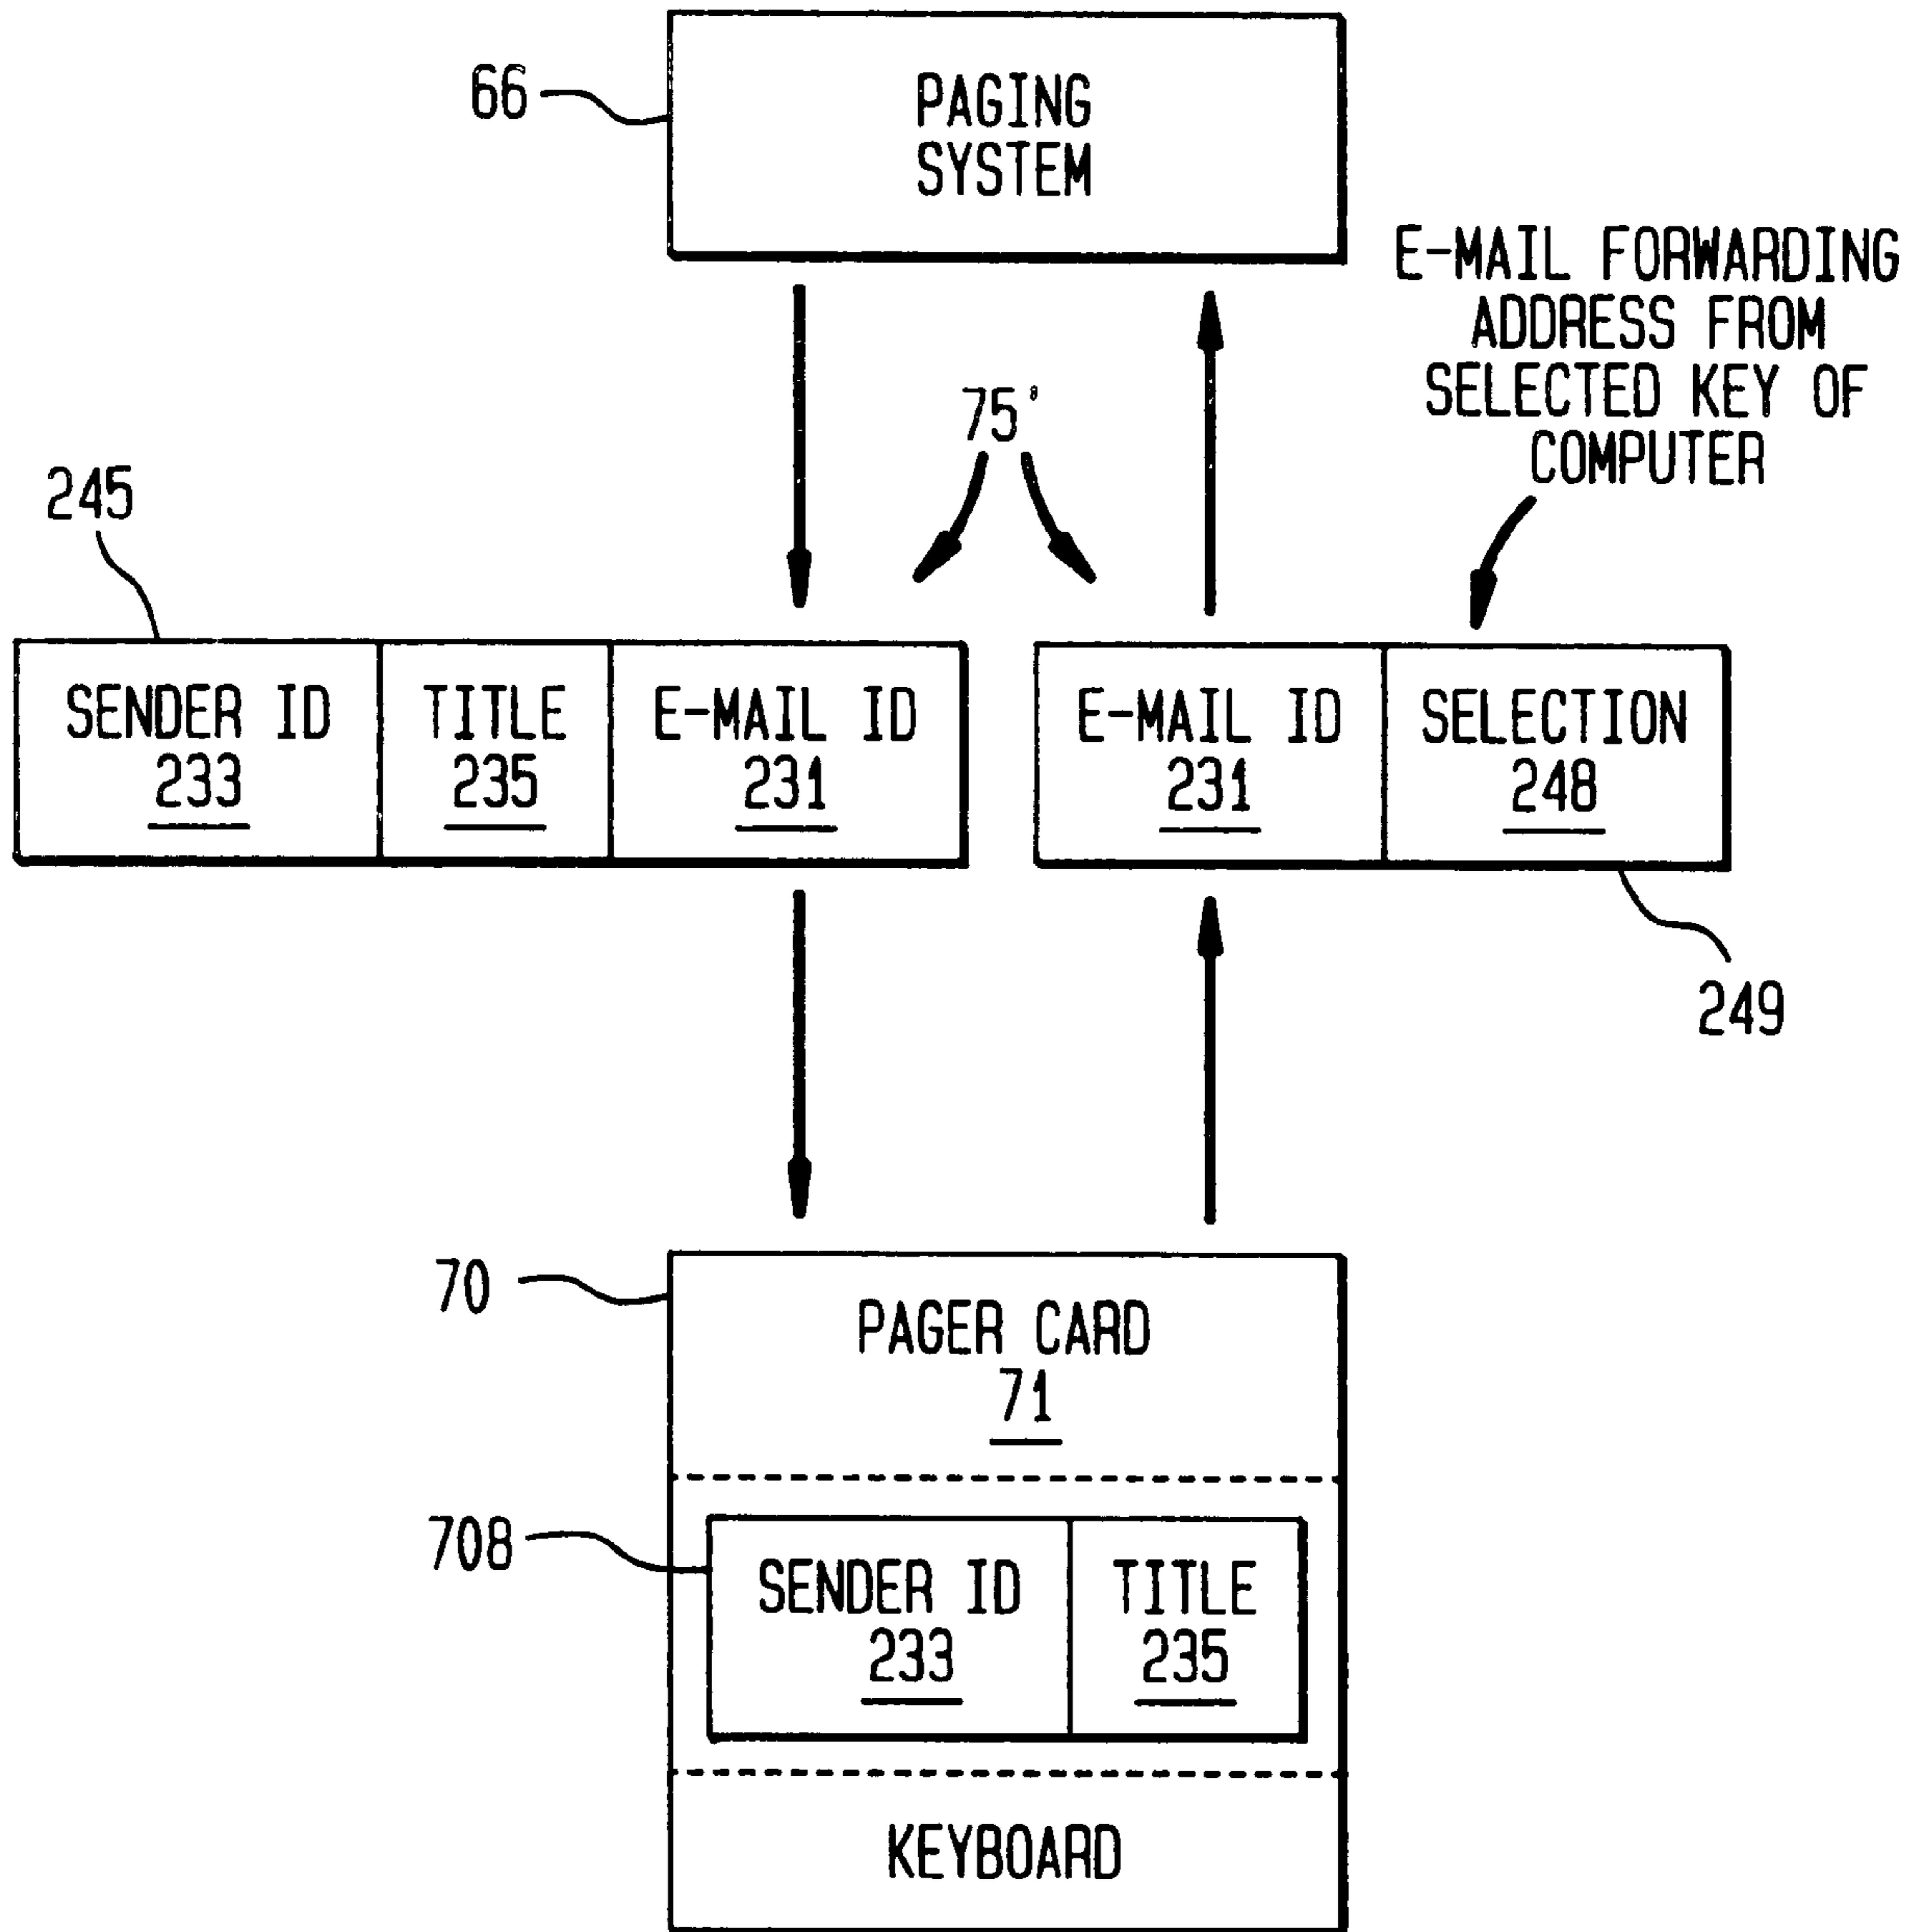 PAGING
SYSTEM
66
E-MAIL FORWARDING
ADDRESS FROM
SELECTED KEY OF
COMPUTER
75'
245
SENDER ID
233
TITLE
235
E-MAIL ID
231
E-MAIL ID
231
SELECTION
248
249
70
PAGER CARD
71
708
SENDER ID
233
TITLE
235
KEYBOARD